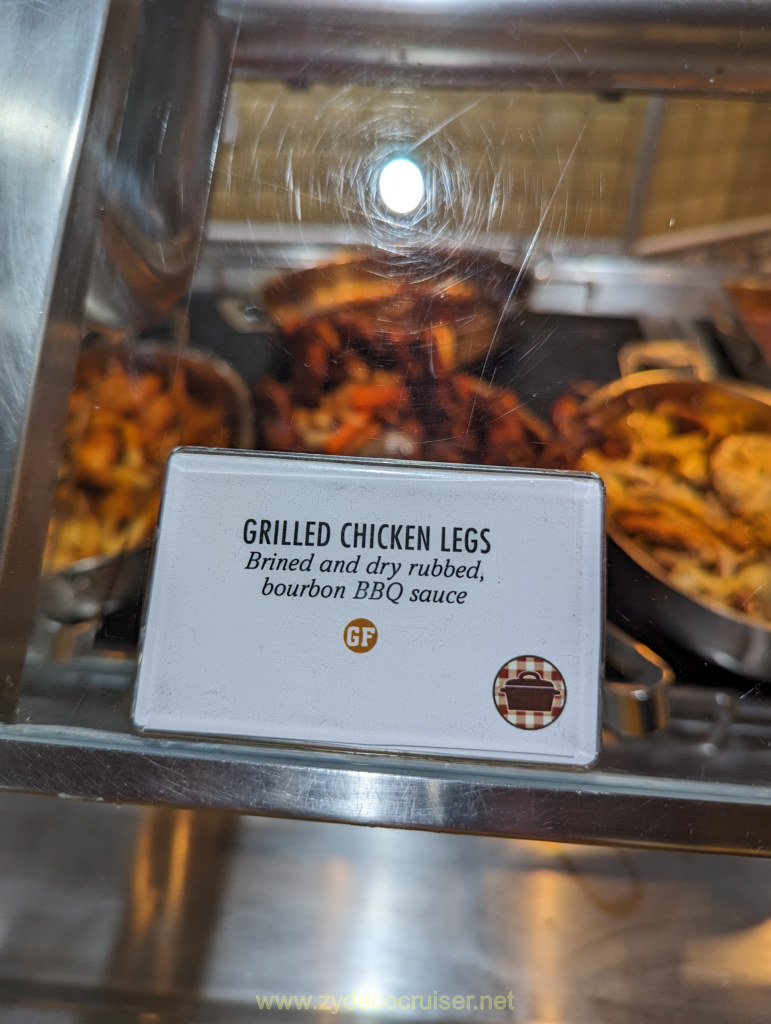 GRILLED CHICKEN LEGS
Brined and dry rubbed,
bourbon BBQ sauce
GF
www.zydecocruiser.net